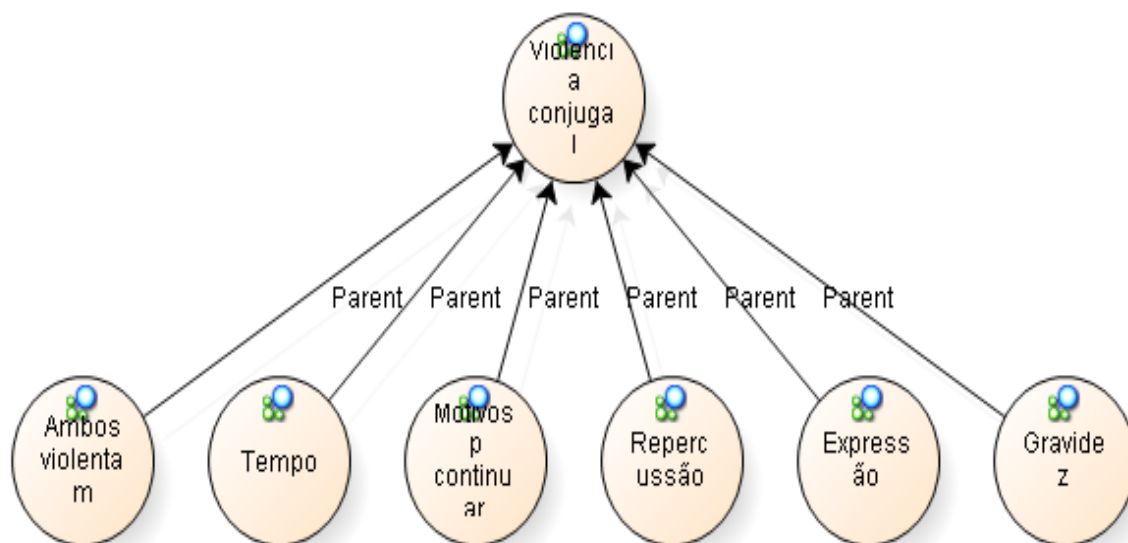 Violenci
a
conjuga
l
Parent Parent Parent Parent Parent Parent
Ambos
violenta
m
Tempo
Motivos
p
continu
ar
Reperc
ussão
Express
ão
Gravide
z